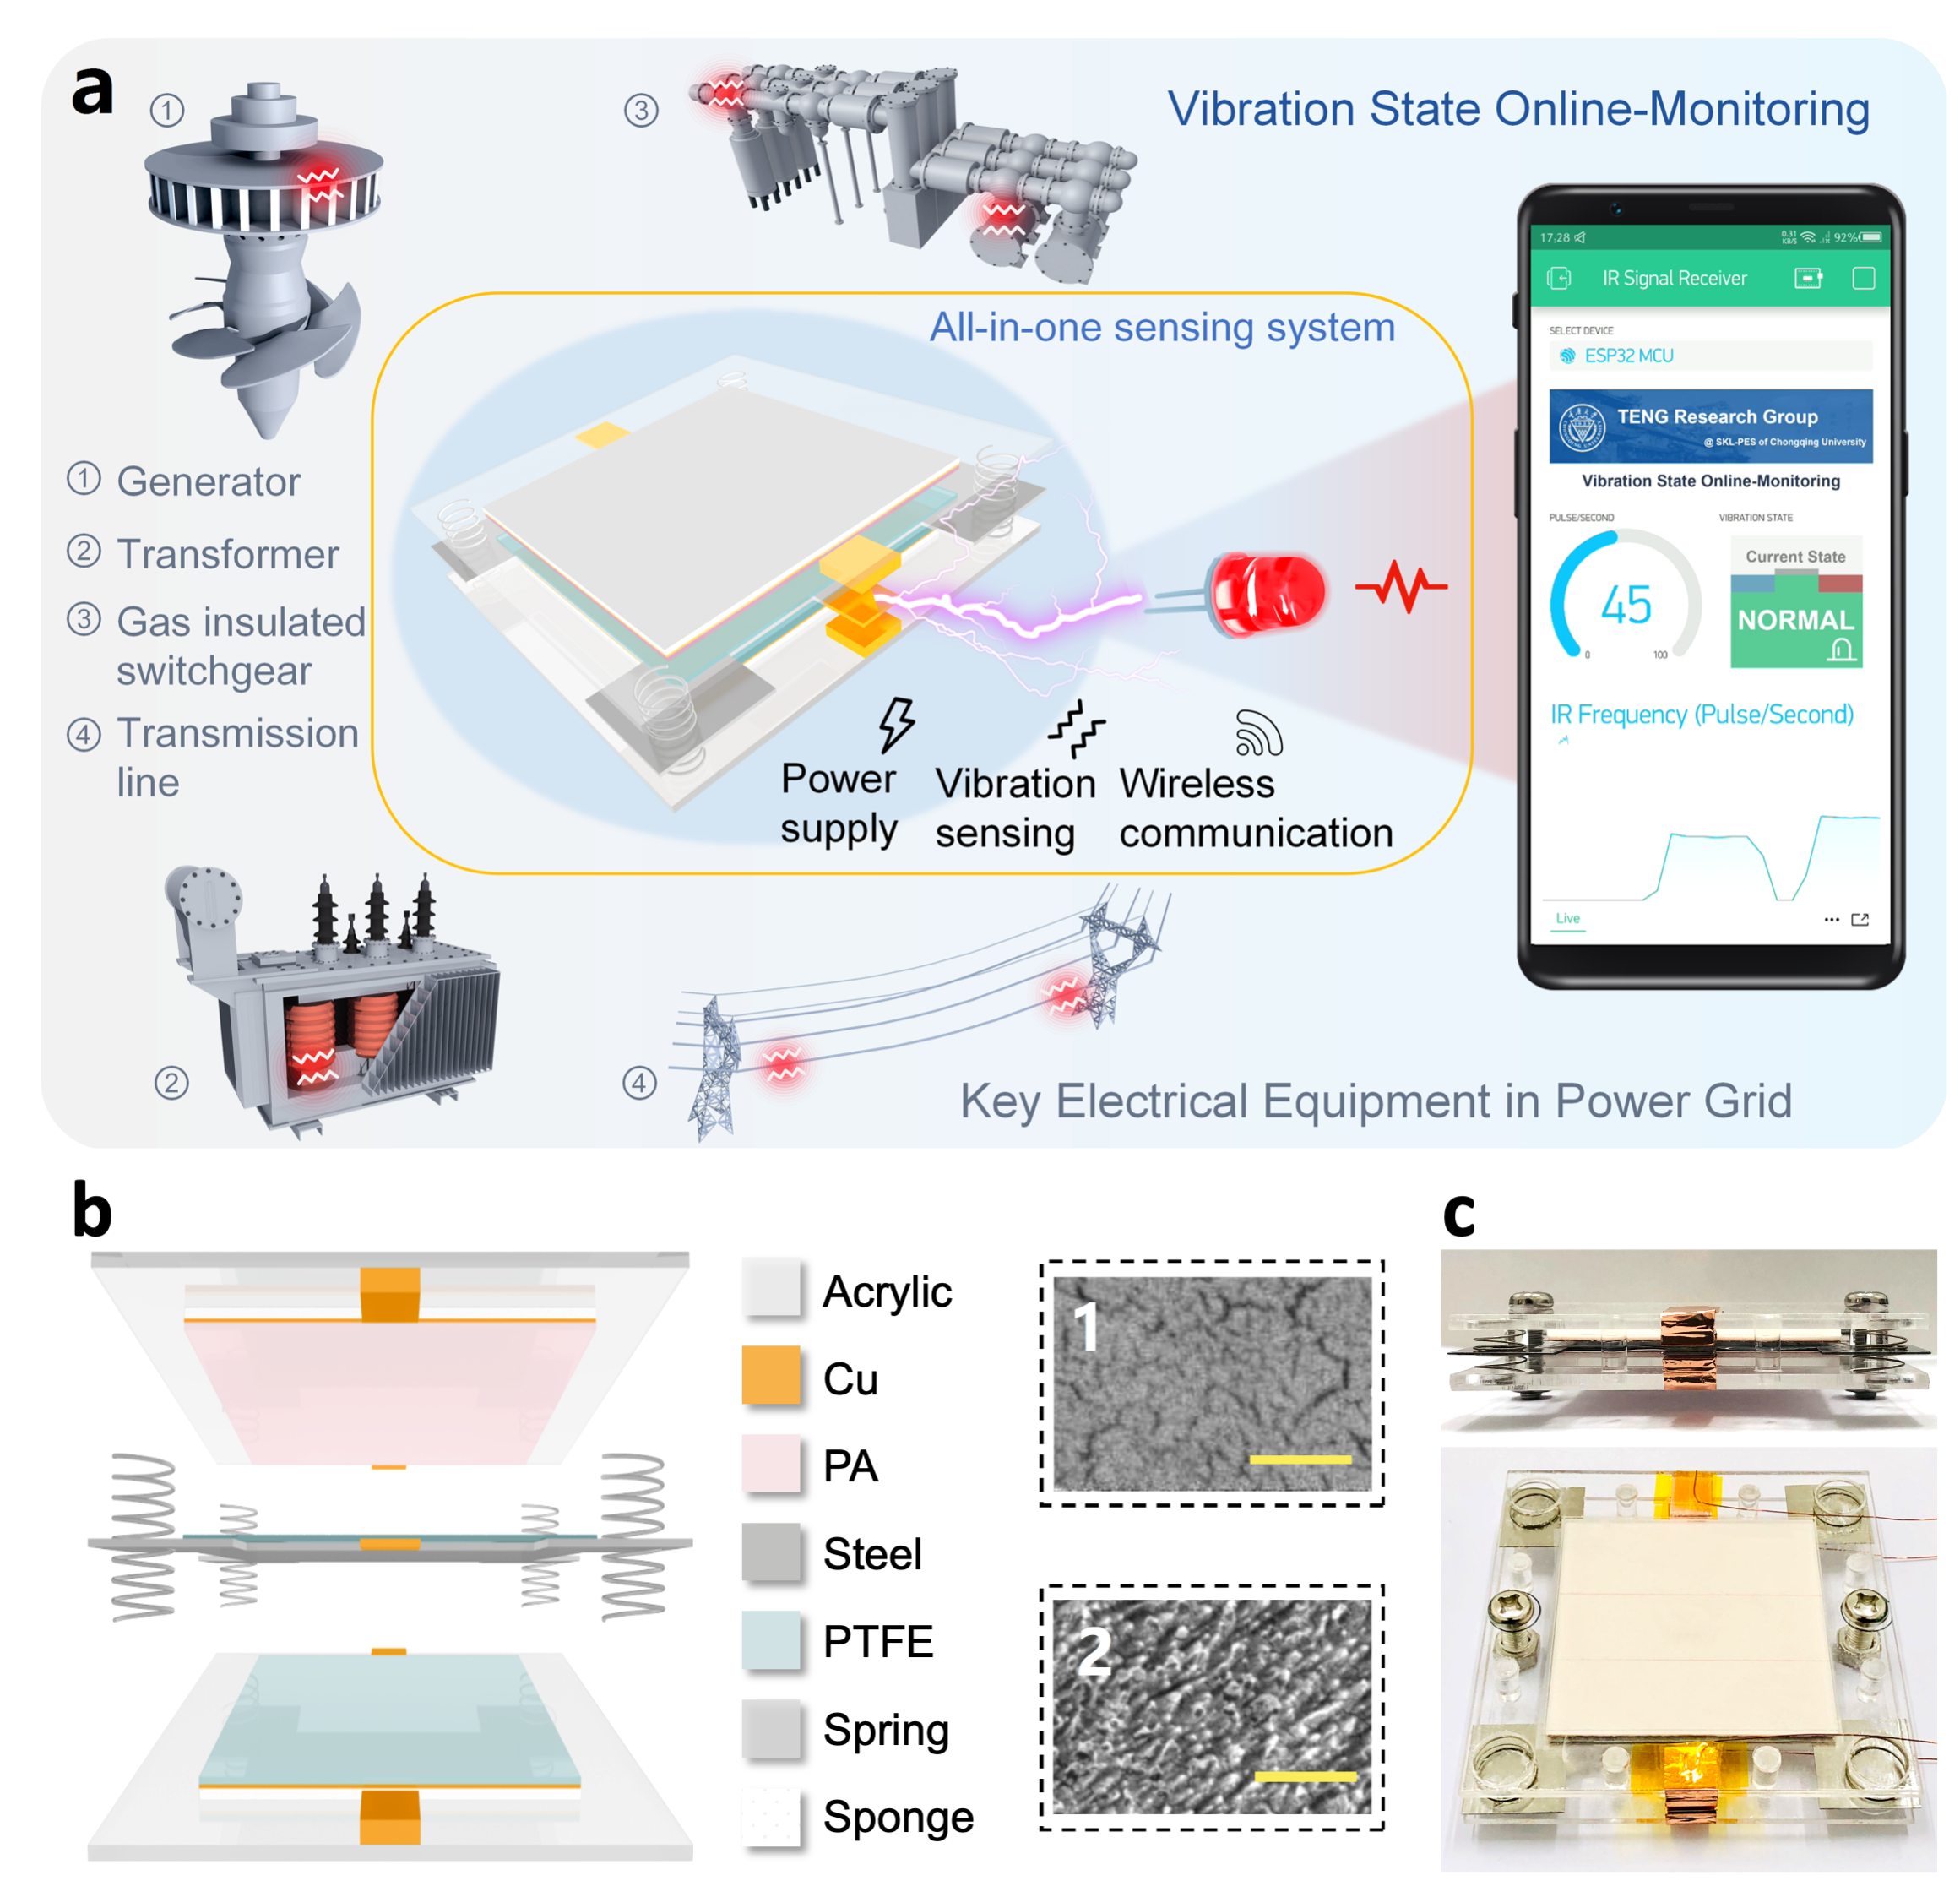 a
①
③
Vibration State Online-Monitoring
17:28
0.31
KB/S
92%
IR Signal Receiver
All-in-one sensing system
SELECT DEVICE
ESP32 MCU
TENG Research Group
@ SKL-PES of Chongqing University
Vibration State Online-Monitoring
PULSE/SECOND
VIBRATION STATE
45
0
100
Current State
NORMAL
IR Frequency (Pulse/Second)
Live
① Generator
② Transformer
③ Gas insulated
switchgear
④ Transmission
line
Power
supply
Vibration
sensing
Wireless
communication
②
④
Key Electrical Equipment in Power Grid
b
Acrylic
Cu
PA
Steel
PTFE
Spring
Sponge
1
2
c